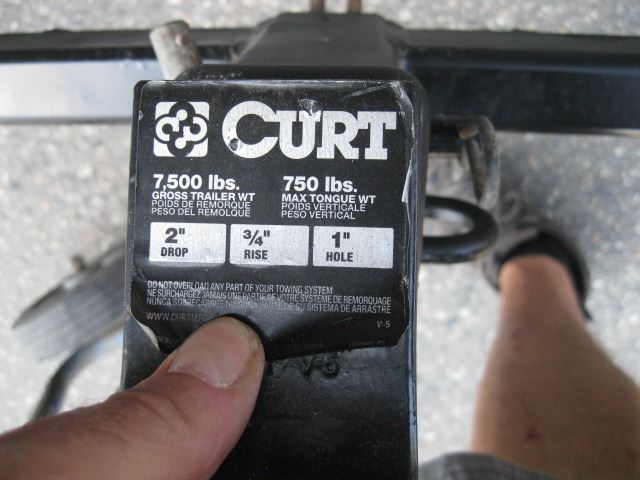 CURT
7,500 lbs. 750 lbs.
GROSS TRAILER WT MAX TONGUE WT
POIDS DE REMORQUE POIDS VERTICALE
PESO DEL REMOLQUE PESO VERTICAL
2" 3/4" 1"
DROP RISE HOLE
DO NOT OVERLOAD ANY PART OF YOUR TOWING SYSTEM
NE SURCHARGEZ JAMAIS UNE PARTIE DE VOTRE SYSTEME DE REMORQUAGE
NUNCA DE SU SISTEMA DE ARRASTRE
V-5
V-5